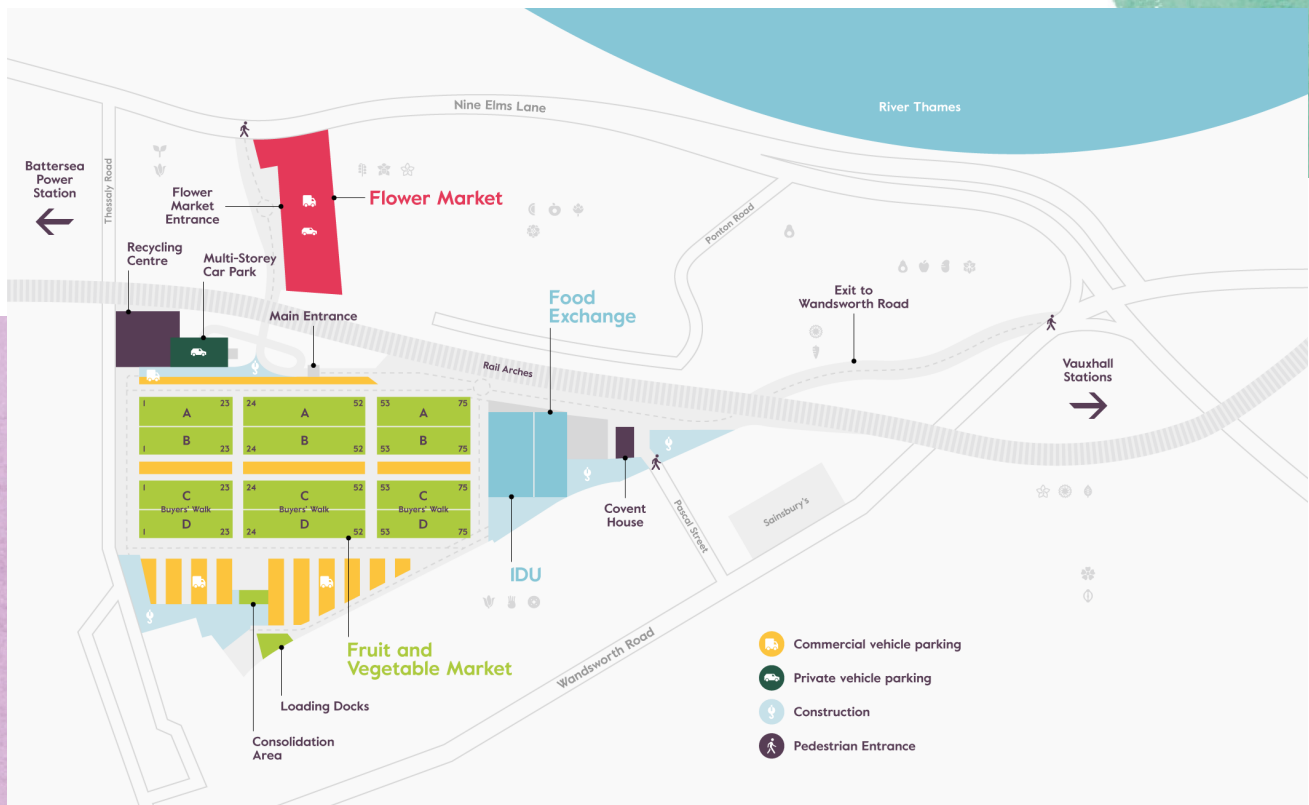 River Thames
Nine Elms Lane
Battersea
Power
Station
Thessaly Road
Flower
Market
Entrance
Flower Market
Ponton Road
Recycling
Centre
Multi-Storey
Car Park
Main Entrance
Food
Exchange
Exit to
Wandsworth Road
Rail Arches
Vauxhall
Stations
1 A 23
24 A 52
53 A 75
1 B 23
24 B 52
53 B 75
1 C 23
24 C 52
53 C 75
Buyers' Walk
Buyers' Walk
Buyers' Walk
1 D 23
24 D 52
53 D 75
Covent
House
Pascal Street
Sainsbury's
IDU
Fruit and
Vegetable Market
Wandsworth Road
Loading Docks
Consolidation
Area
Commercial vehicle parking
Private vehicle parking
Construction
Pedestrian Entrance